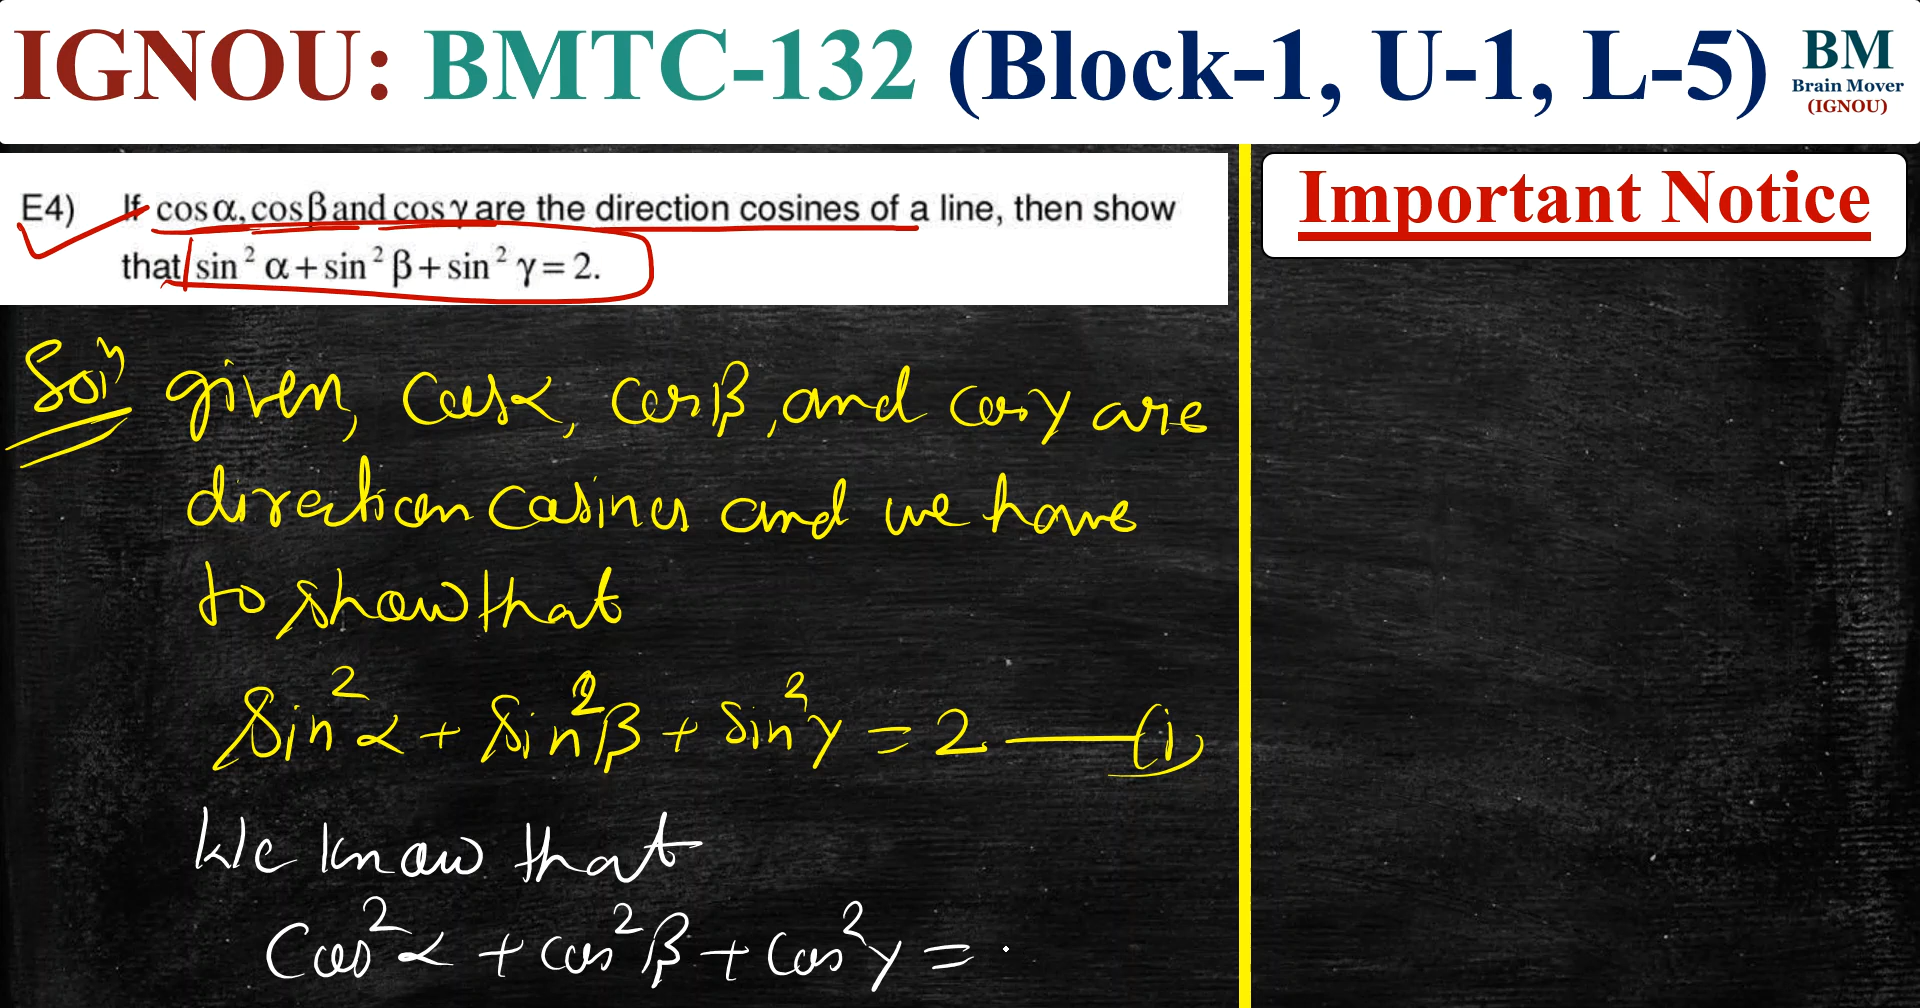 IGNOU: BMTC-132 (Block-1, U-1, L-5)
BM
Brain Mover
(IGNOU)
E4) If cos α, cos β and cos γ are the direction cosines of a line, then show
that sin² α + sin² β + sin² γ = 2.
Important Notice
Solⁿ given, cosα, cosβ, and cosγ are
direction cosines and we have
to show that
Sin²α + Sin²β + Sin²γ = 2 — (i)
We know that
Cos²α + cos²β + Cos²γ =